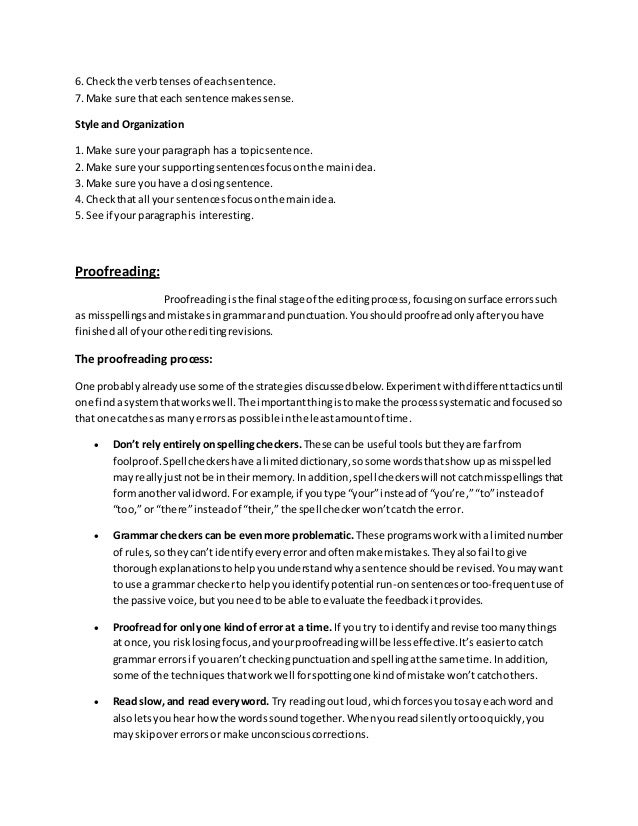 6. Check the verb tenses of each sentence.
7. Make sure that each sentence makes sense.
Style and Organization
1. Make sure your paragraph has a topic sentence.
2. Make sure your supporting sentences focus on the main idea.
3. Make sure you have a closing sentence.
4. Check that all your sentences focus on the main idea.
5. See if your paragraph is interesting.
Proofreading:
Proofreading is the final stage of the editing process, focusing on surface errors such
as misspellings and mistakes in grammar and punctuation. You should proofread only after you have
finished all of your other editing revisions.
The proofreading process:
One probably already use some of the strategies discussed below. Experiment with different tactics until
one find a system that works well. The important thing is to make the process systematic and focused so
that one catches as many errors as possible in the least amount of time.
• Don’t rely entirely on spelling checkers. These can be useful tools but they are far from
foolproof. Spell checkers have a limited dictionary, so some words that show up as misspelled
may really just not be in their memory. In addition, spell checkers will not catch misspellings that
form another valid word. For example, if you type “your” instead of “you’re,” “to” instead of
“too,” or “there” instead of “their,” the spell checker won’t catch the error.
• Grammar checkers can be even more problematic. These programs work with a limited number
of rules, so they can’t identify every error and often make mistakes. They also fail to give
thorough explanations to help you understand why a sentence should be revised. You may want
to use a grammar checker to help you identify potential run-on sentences or too-frequent use of
the passive voice, but you need to be able to evaluate the feedback it provides.
• Proofread for only one kind of error at a time. If you try to identify and revise too many things
at once, you risk losing focus, and your proofreading will be less effective. It’s easier to catch
grammar errors if you aren’t checking punctuation and spelling at the same time. In addition,
some of the techniques that work well for spotting one kind of mistake won’t catch others.
• Read slow, and read every word. Try reading out loud, which forces you to say each word and
also lets you hear how the words sound together. When you read silently or too quickly, you
may skip over errors or make unconscious corrections.